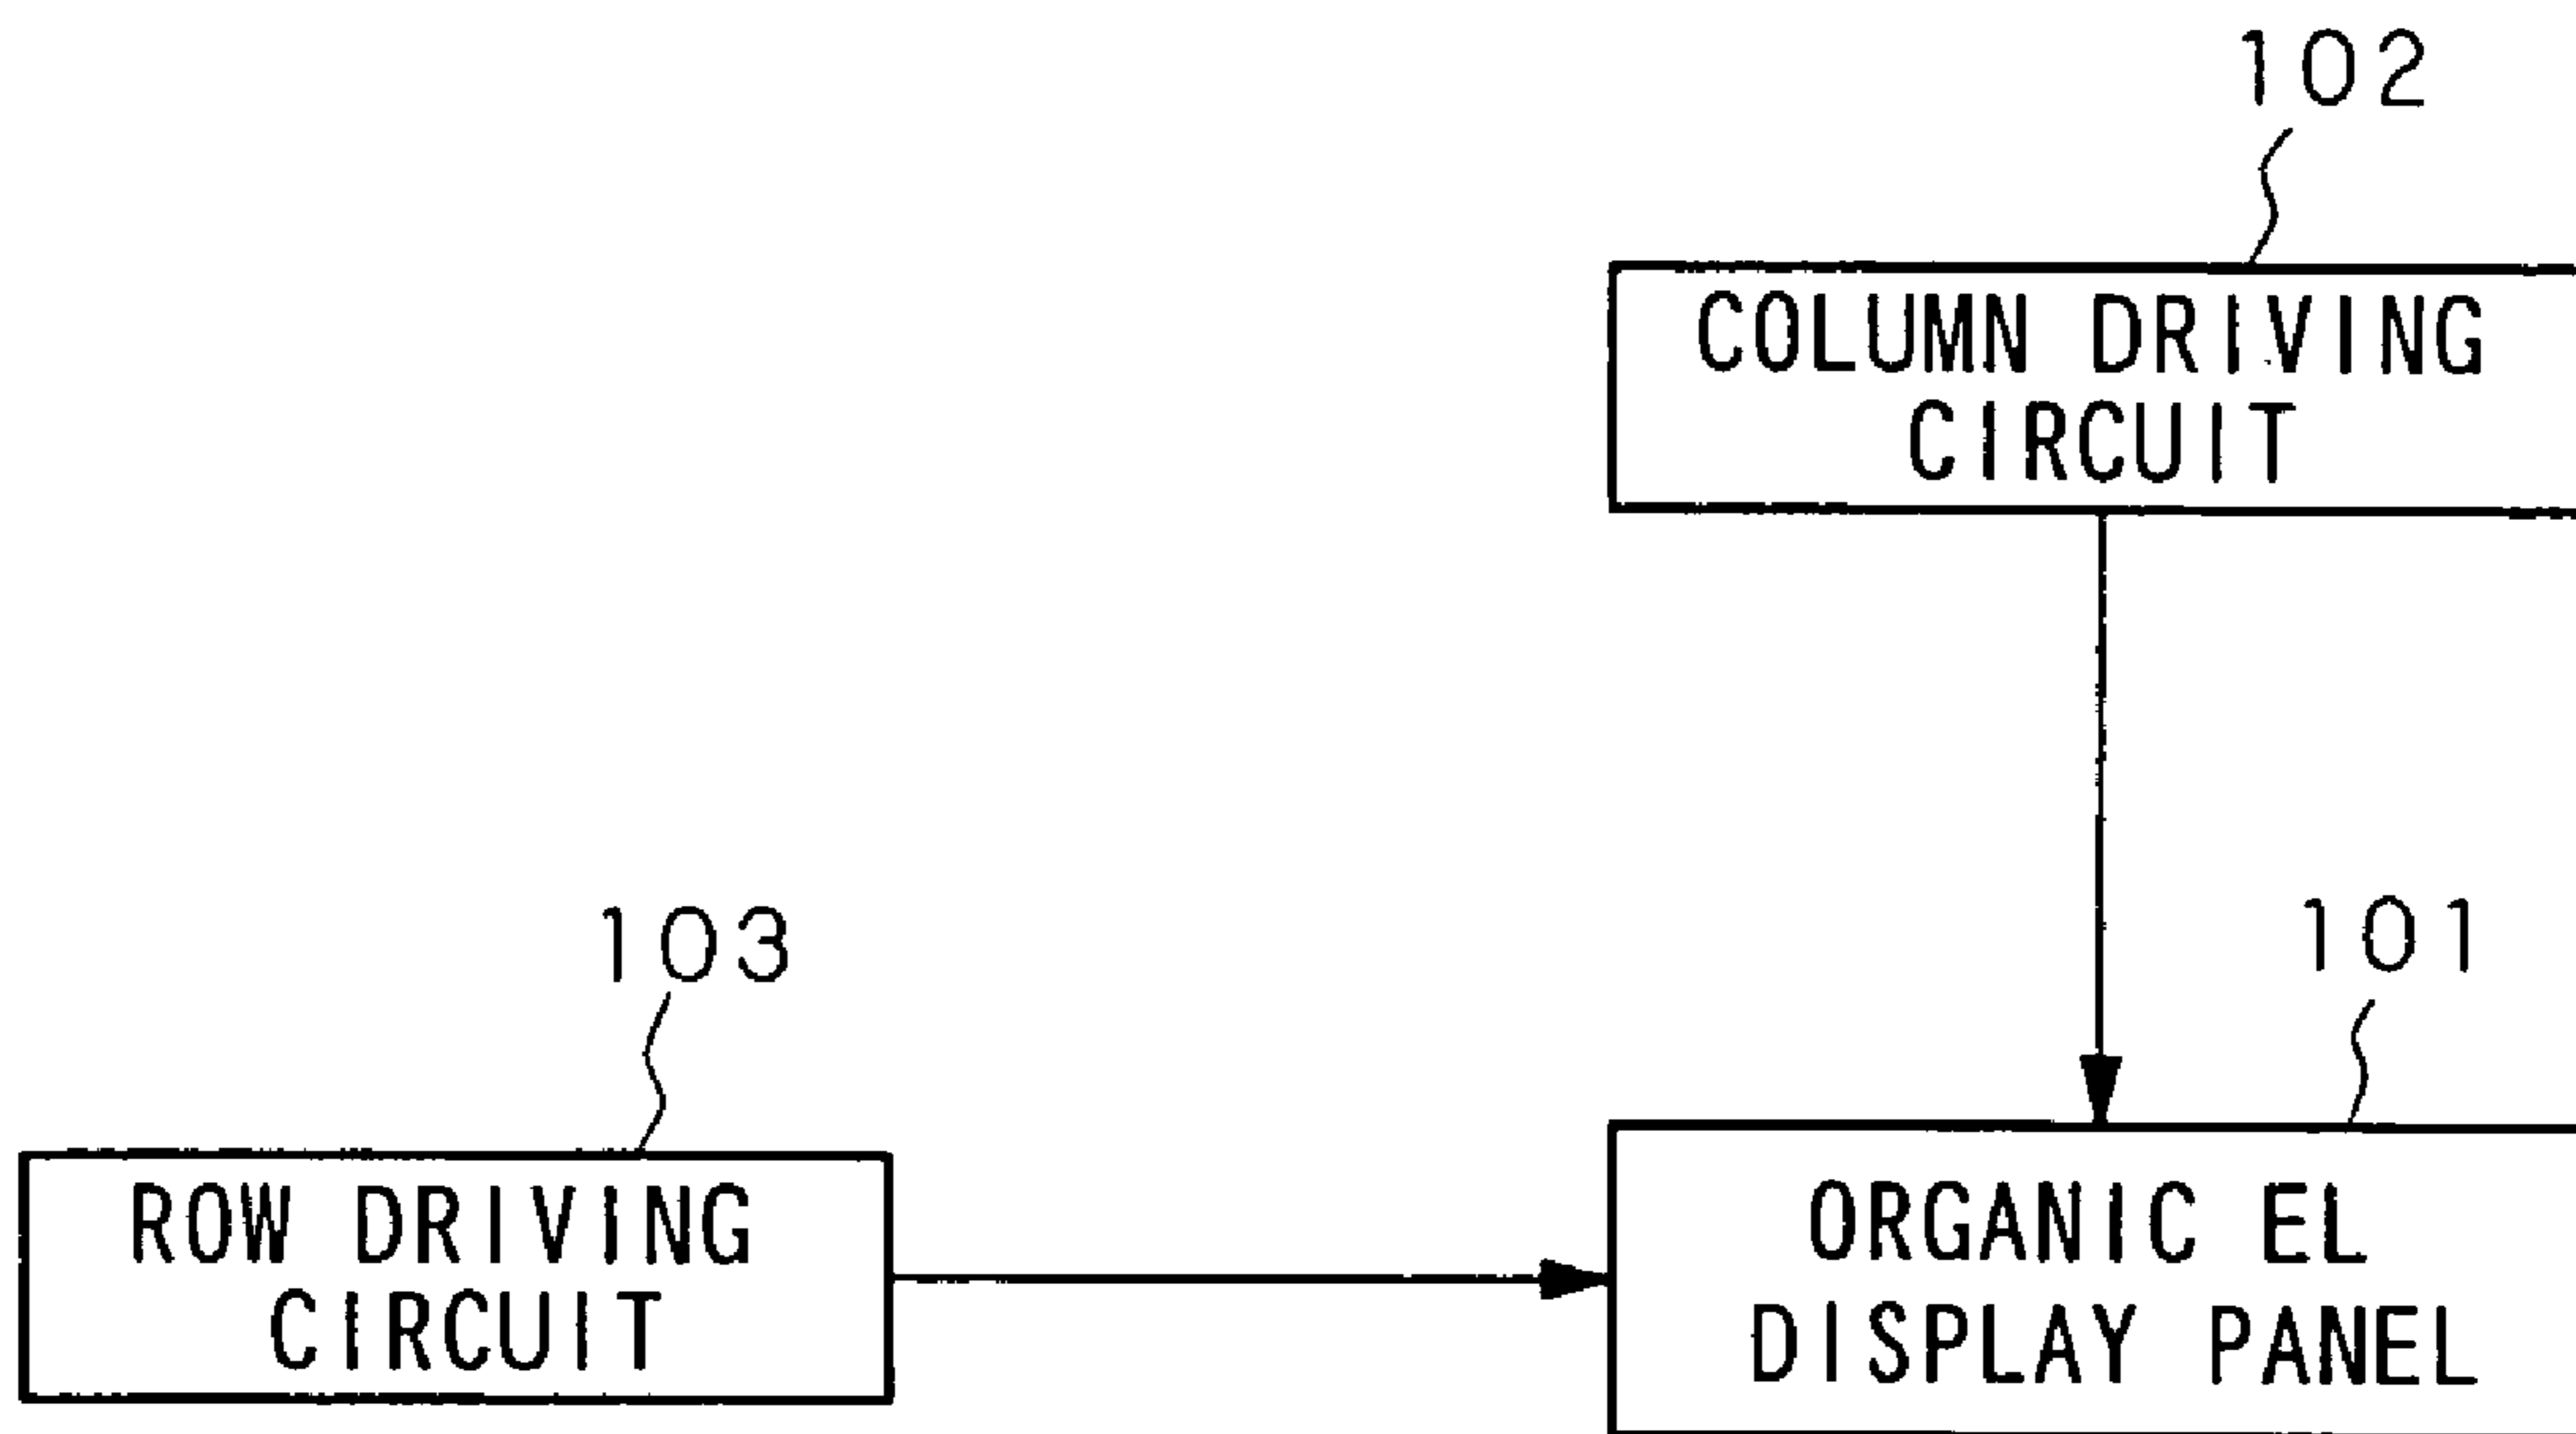 102
COLUMN DRIVING
CIRCUIT
103
101
ROW DRIVING
CIRCUIT
ORGANIC EL
DISPLAY PANEL